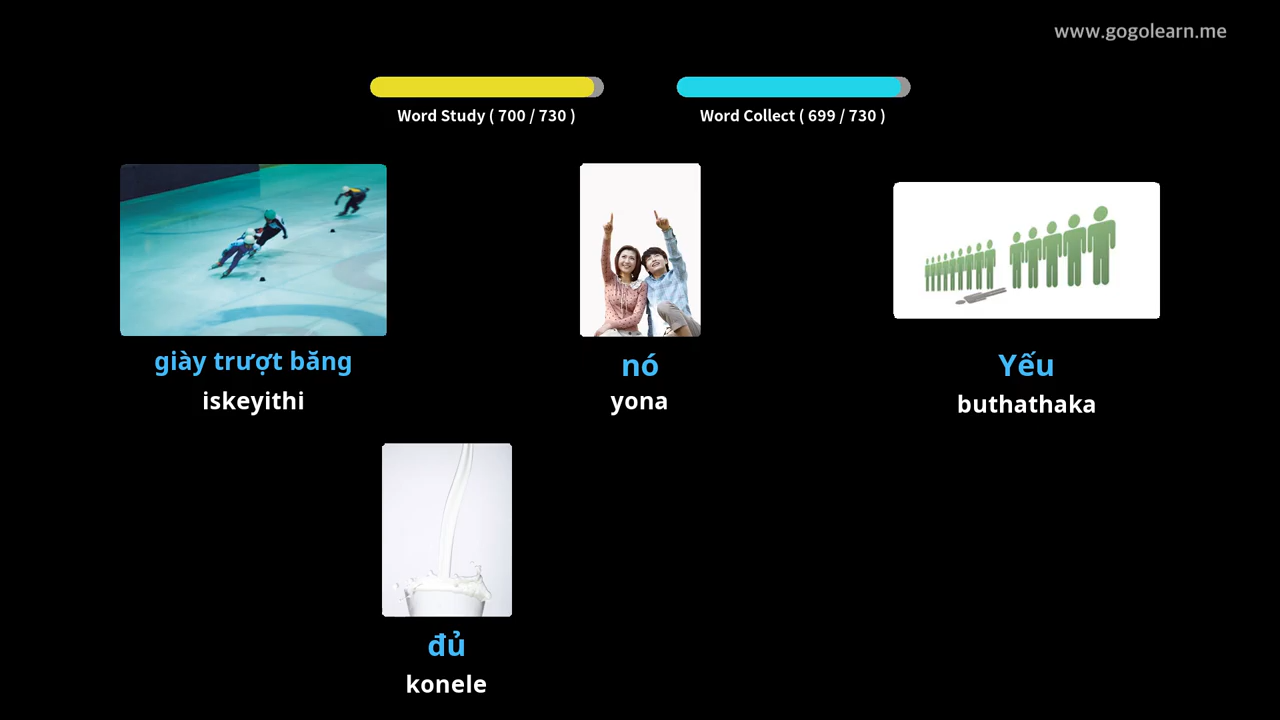 www.gogolearn.me
Word Study ( 700 / 730 )
Word Collect ( 699 / 730 )
giày trượt băng
iskeyithi
nó
yona
Yếu
buthathaka
đủ
konele